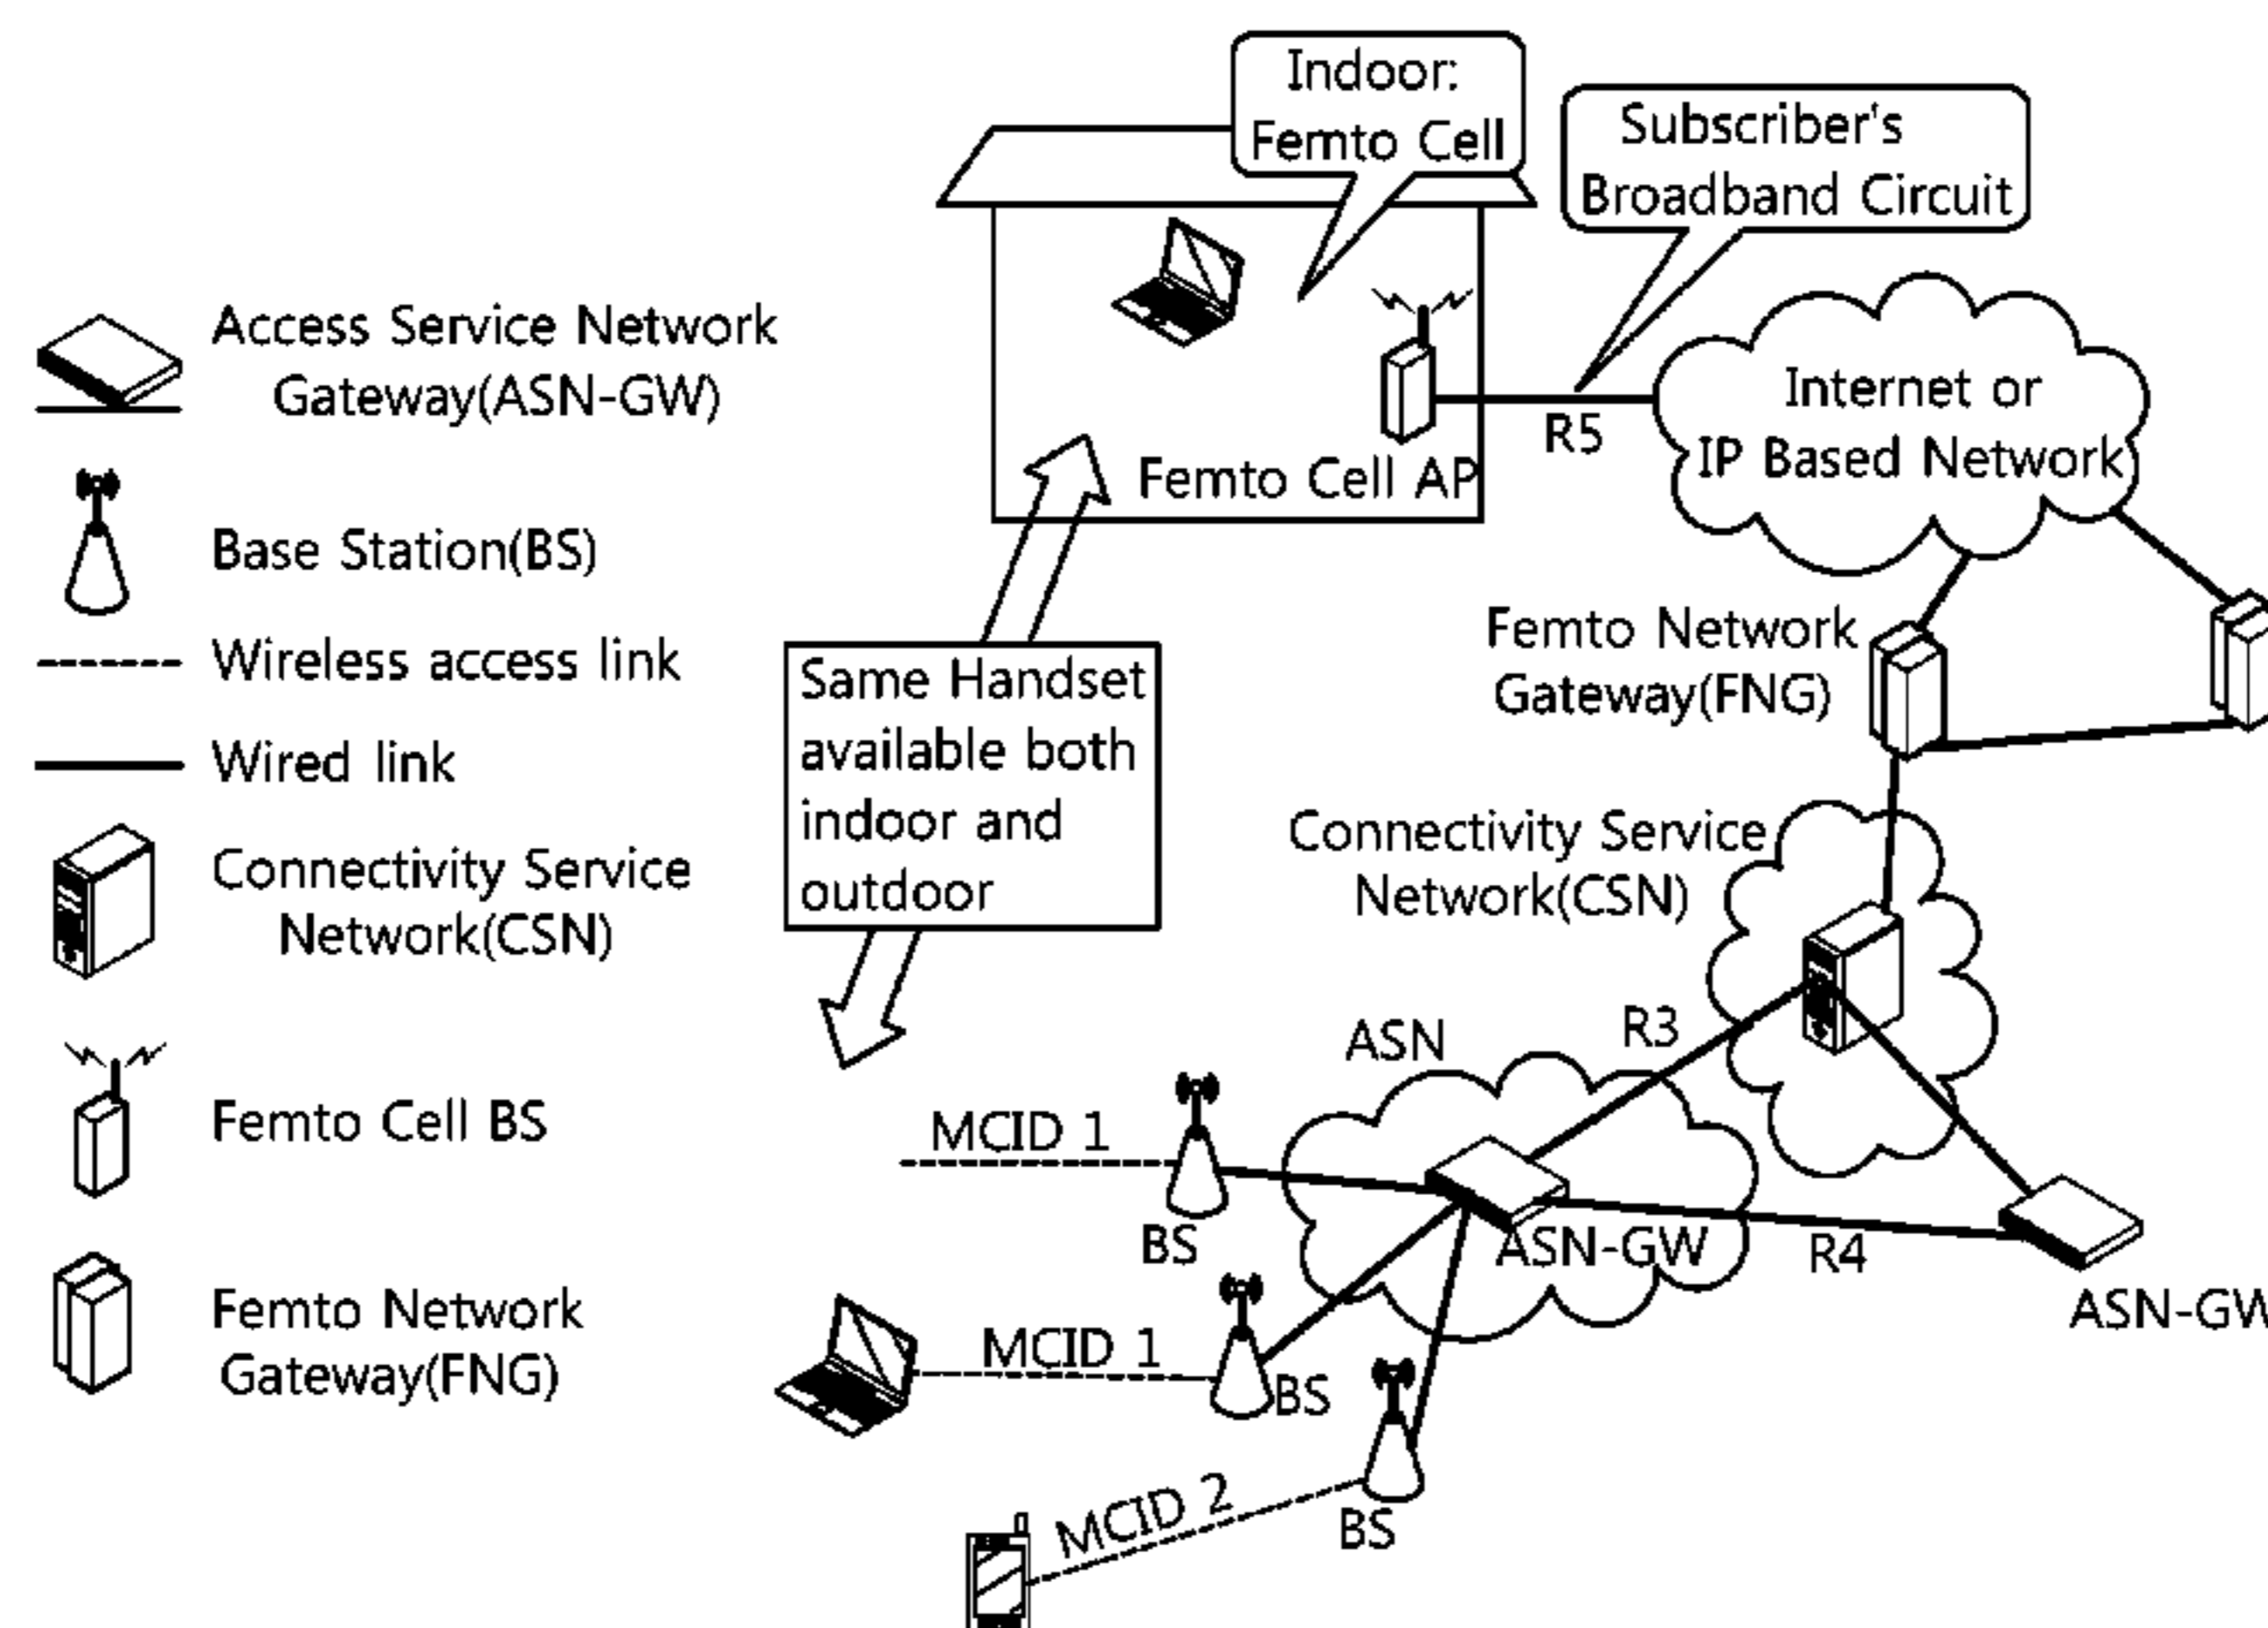 Access Service Network
Gateway(ASN-GW)
Base Station(BS)
Wireless access link
Wired link
Connectivity Service
Network(CSN)
Femto Cell BS
Femto Network
Gateway(FNG)
Indoor:
Femto Cell
Subscriber's
Broadband Circuit
Femto Cell AP
R5
Internet or
IP Based Network
Same Handset
available both
indoor and
outdoor
Femto Network
Gateway(FNG)
Connectivity Service
Network(CSN)
ASN
R3
MCID 1
BS
ASN-GW
R4
ASN-GW
MCID 1
BS
MCID 2
BS